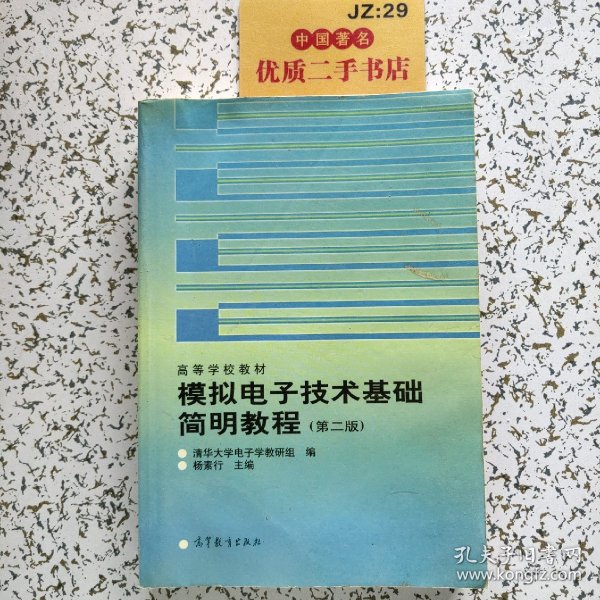 JZ:29
中国著名
优质二手书店
高等学校教材
模拟电子技术基础
简明教程(第二版)
清华大学电子学教研组 编
杨素行 主编
高等教育出版社
孔夫子旧书网
www.kongfz.com